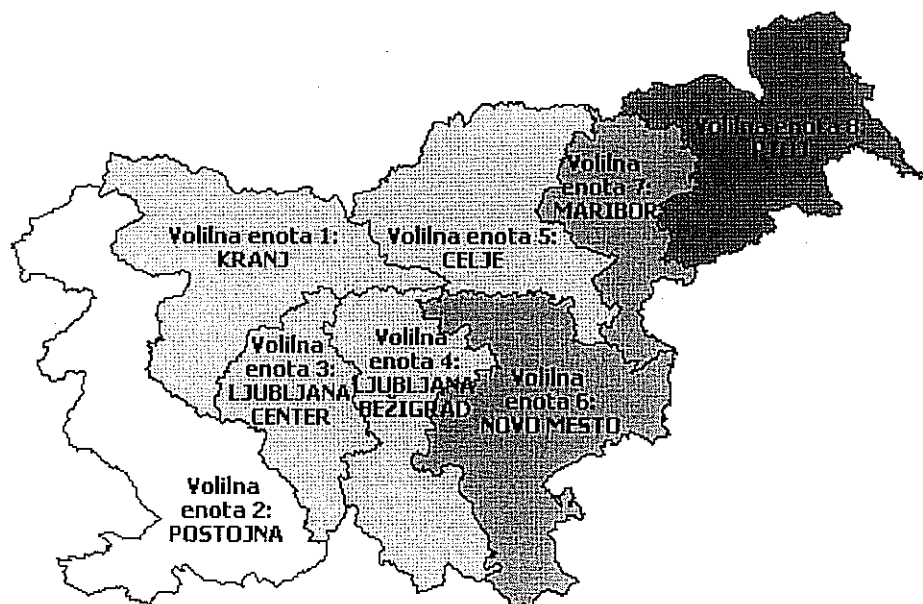 Volilna enota 1:
KRANJ
Volilna
enota 2:
POSTOJNA
Volilna
enota 3:
LJUBLJANA
CENTER
Volilna
enota 4:
LJUBLJANA
BEŽIGRAD
Volilna enota 5:
CELJE
Volilna
enota 6:
NOVO MESTO
Volilna
enota 7:
MARIBOR
Volilna enota 8: